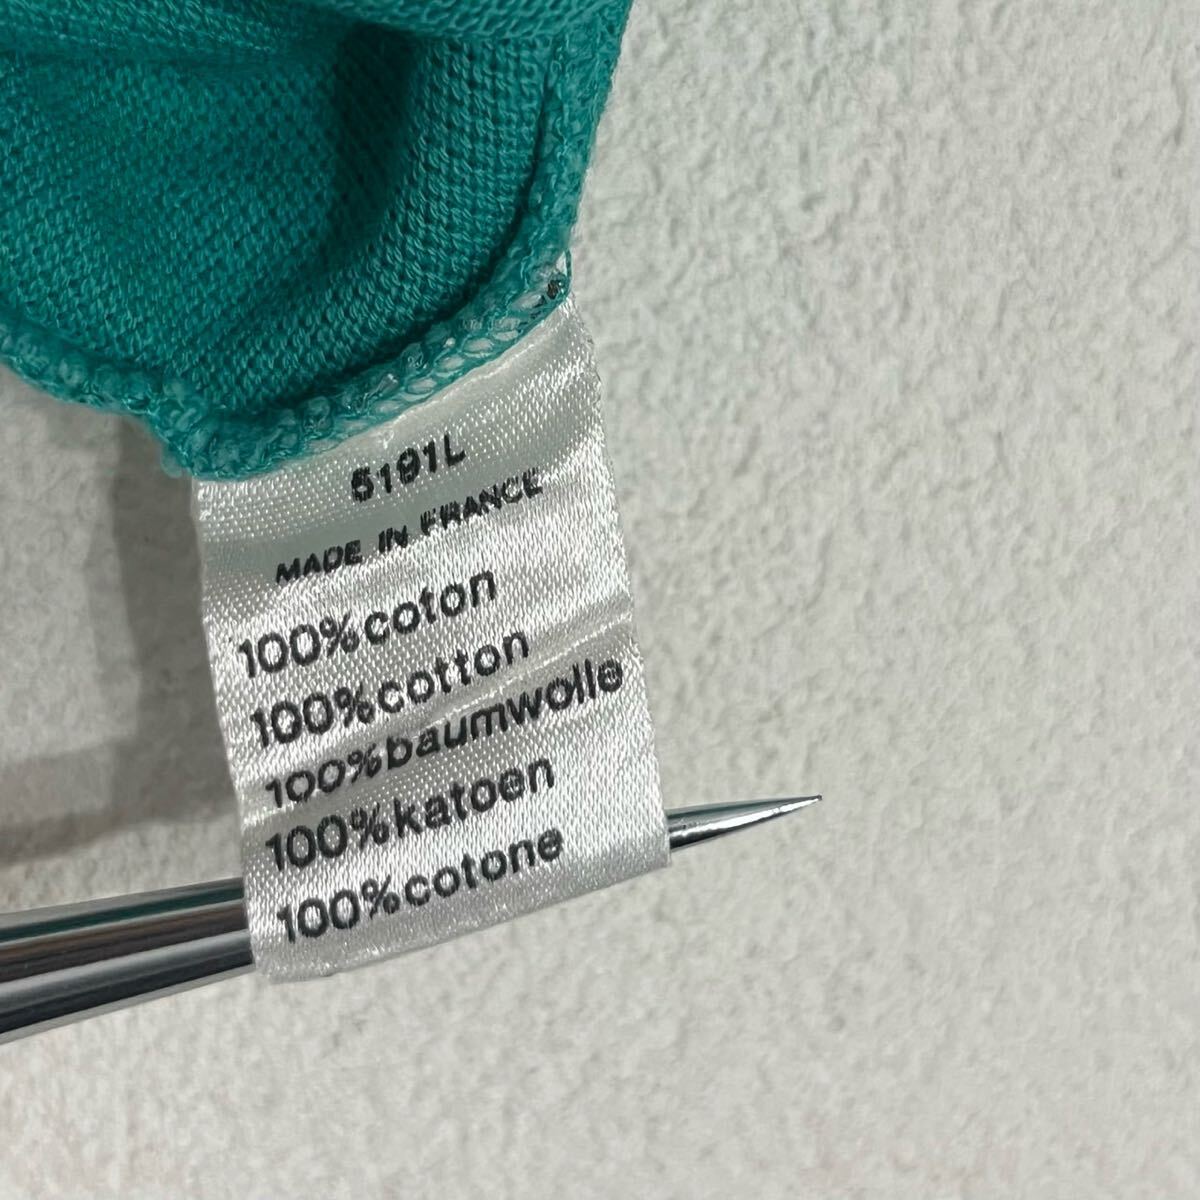 5191L
MADE IN FRANCE
100%coton
100%cotton
100%baumwolle
100%katoen
100%cotone